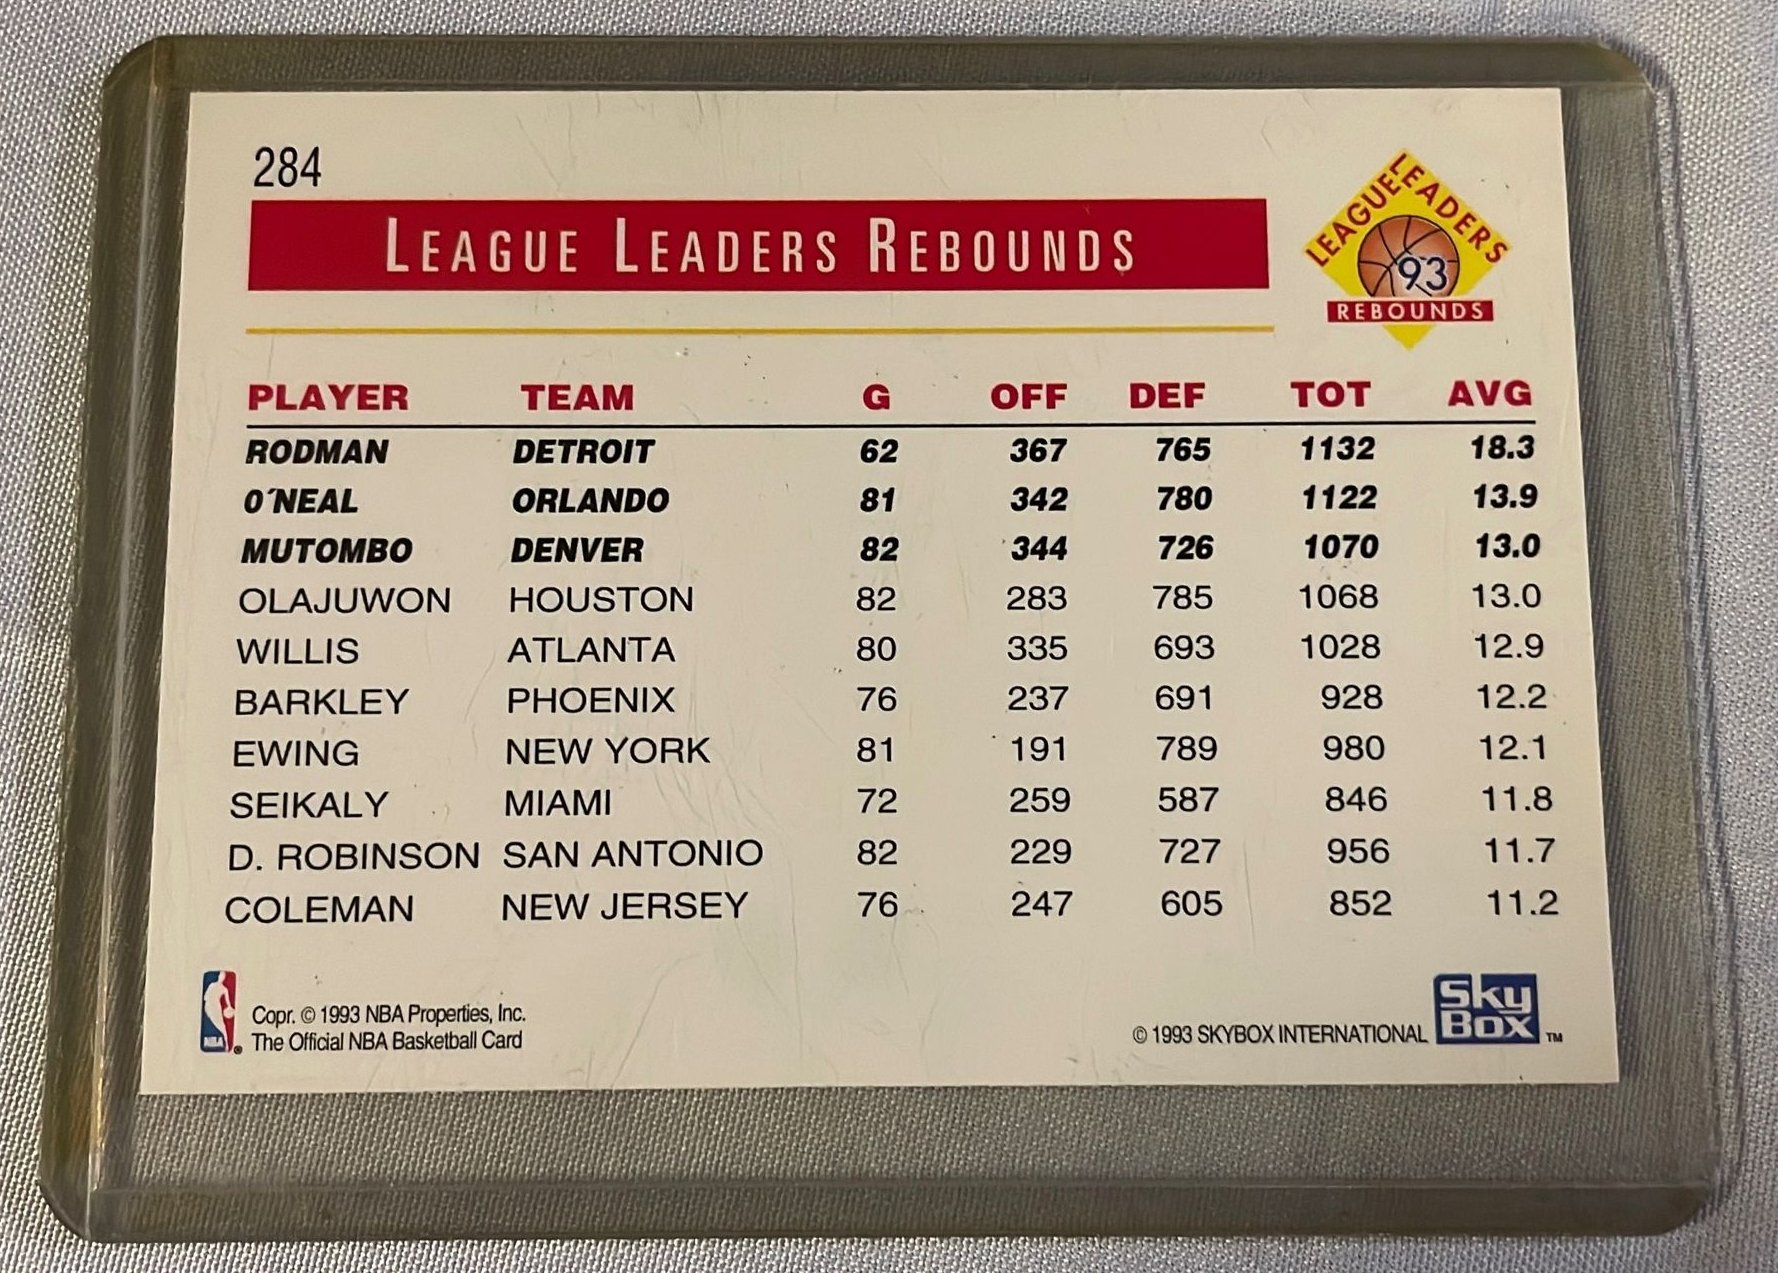 284
LEAGUE LEADERS REBOUNDS
LEAGUE LEADERS
93
REBOUNDS
PLAYER TEAM G OFF DEF TOT AVG
RODMAN DETROIT 62 367 765 1132 18.3
O'NEAL ORLANDO 81 342 780 1122 13.9
MUTOMBO DENVER 82 344 726 1070 13.0
OLAJUWON HOUSTON 82 283 785 1068 13.0
WILLIS ATLANTA 80 335 693 1028 12.9
BARKLEY PHOENIX 76 237 691 928 12.2
EWING NEW YORK 81 191 789 980 12.1
SEIKALY MIAMI 72 259 587 846 11.8
D. ROBINSON SAN ANTONIO 82 229 727 956 11.7
COLEMAN NEW JERSEY 76 247 605 852 11.2
NBA ®
Copr. © 1993 NBA Properties, Inc.
The Official NBA Basketball Card
© 1993 SKYBOX INTERNATIONAL
Sky
Box ™